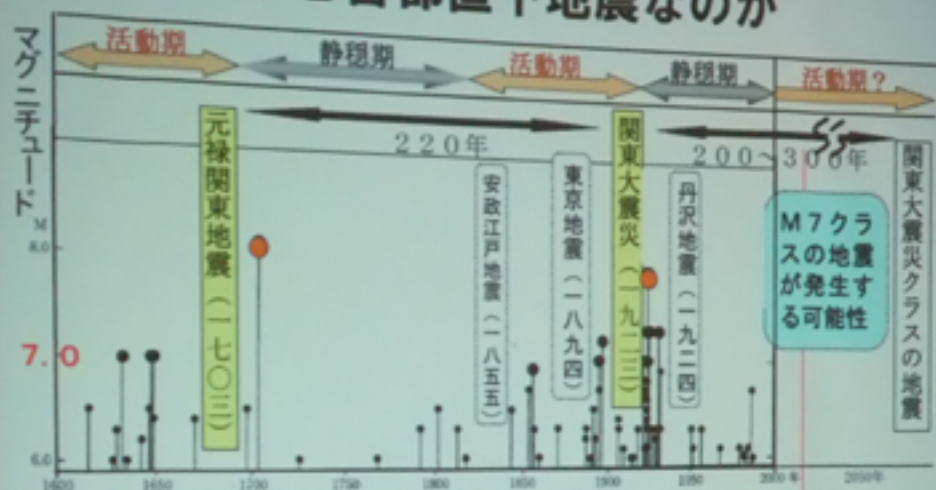 首都直下地震なのか
マグニチュード
活動期
静穏期
活動期
静穏期
活動期？
220年
200～300年
元禄関東地震（一七〇三）
安政江戸地震（一八五五）
東京地震（一八九四）
関東大震災（一九二三）
丹沢地震（一九二四）
M7クラ
スの地震
が発生す
る可能性
関東大震災クラスの地震
M
8.0
7.0
6.0
1600
1650
1700
1750
1800
1850
1900
1950
2000年
2050年